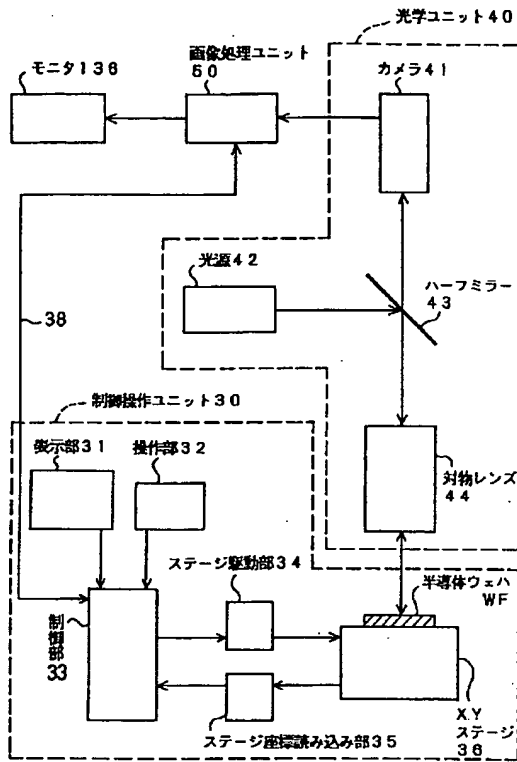 光学ユニット40
画像処理ユニット
50
モニタ136
カメラ41
光源42
ハーフミラー
43
38
制御操作ユニット30
表示部31
操作部32
対物レンズ
44
ステージ駆動部34
半導体ウェハ
WF
制御部
33
ステージ座標読み込み部35
XY
ステージ
36